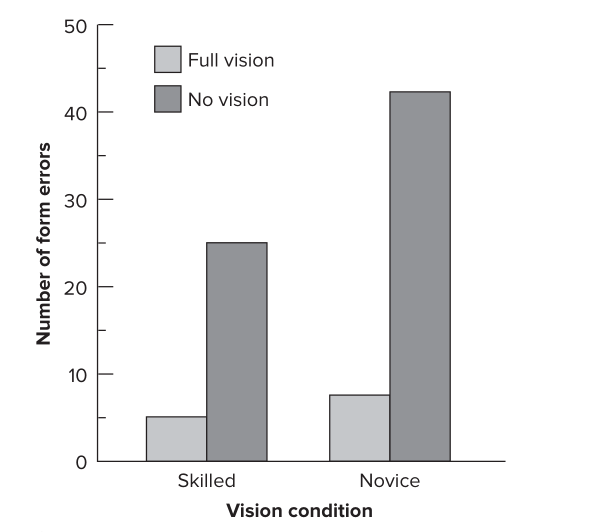 50
40
30
20
10
0
Number of form errors
Full vision
No vision
Skilled
Novice
Vision condition